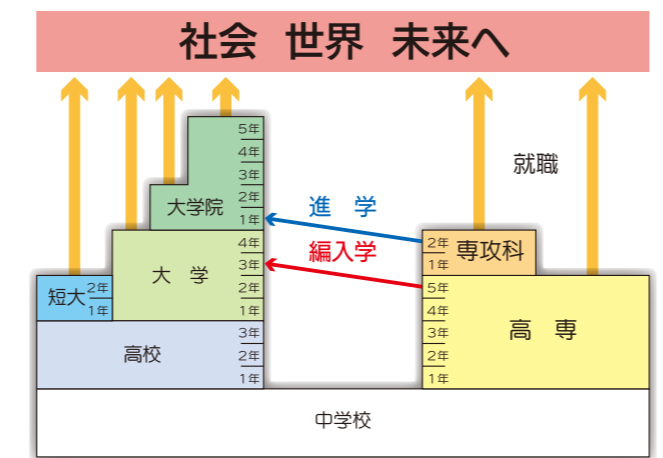 社会 世界 未来へ
就職
5年
4年
3年
2年
1年
大学院
進 学
編入学
4年
3年
2年
1年
大 学
短大
2年
1年
高校
3年
2年
1年
2年
1年
専攻科
5年
4年
3年
2年
1年
高 専
中学校